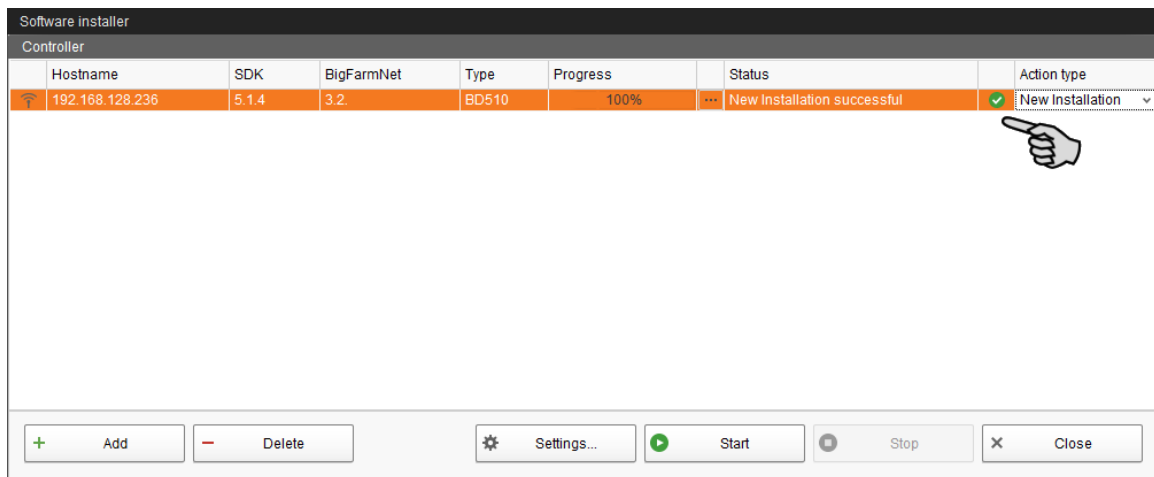 Software installer
Controller
Hostname SDK BigFarmNet Type Progress Status Action type
192.168.128.236 5.1.4 3.2. BD510 100% ... New Installation successful New Installation
Add Delete Settings... Start Stop Close